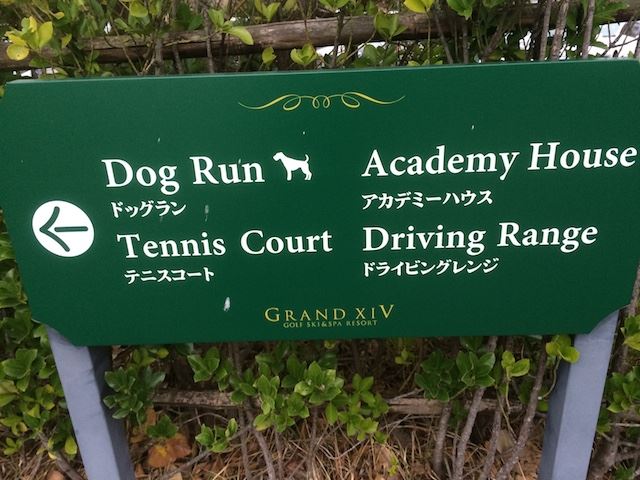 Dog Run
ドッグラン
Tennis Court
テニスコート
Academy House
アカデミーハウス
Driving Range
ドライビングレンジ
GRAND XIV
GOLF SKI&SPA RESORT